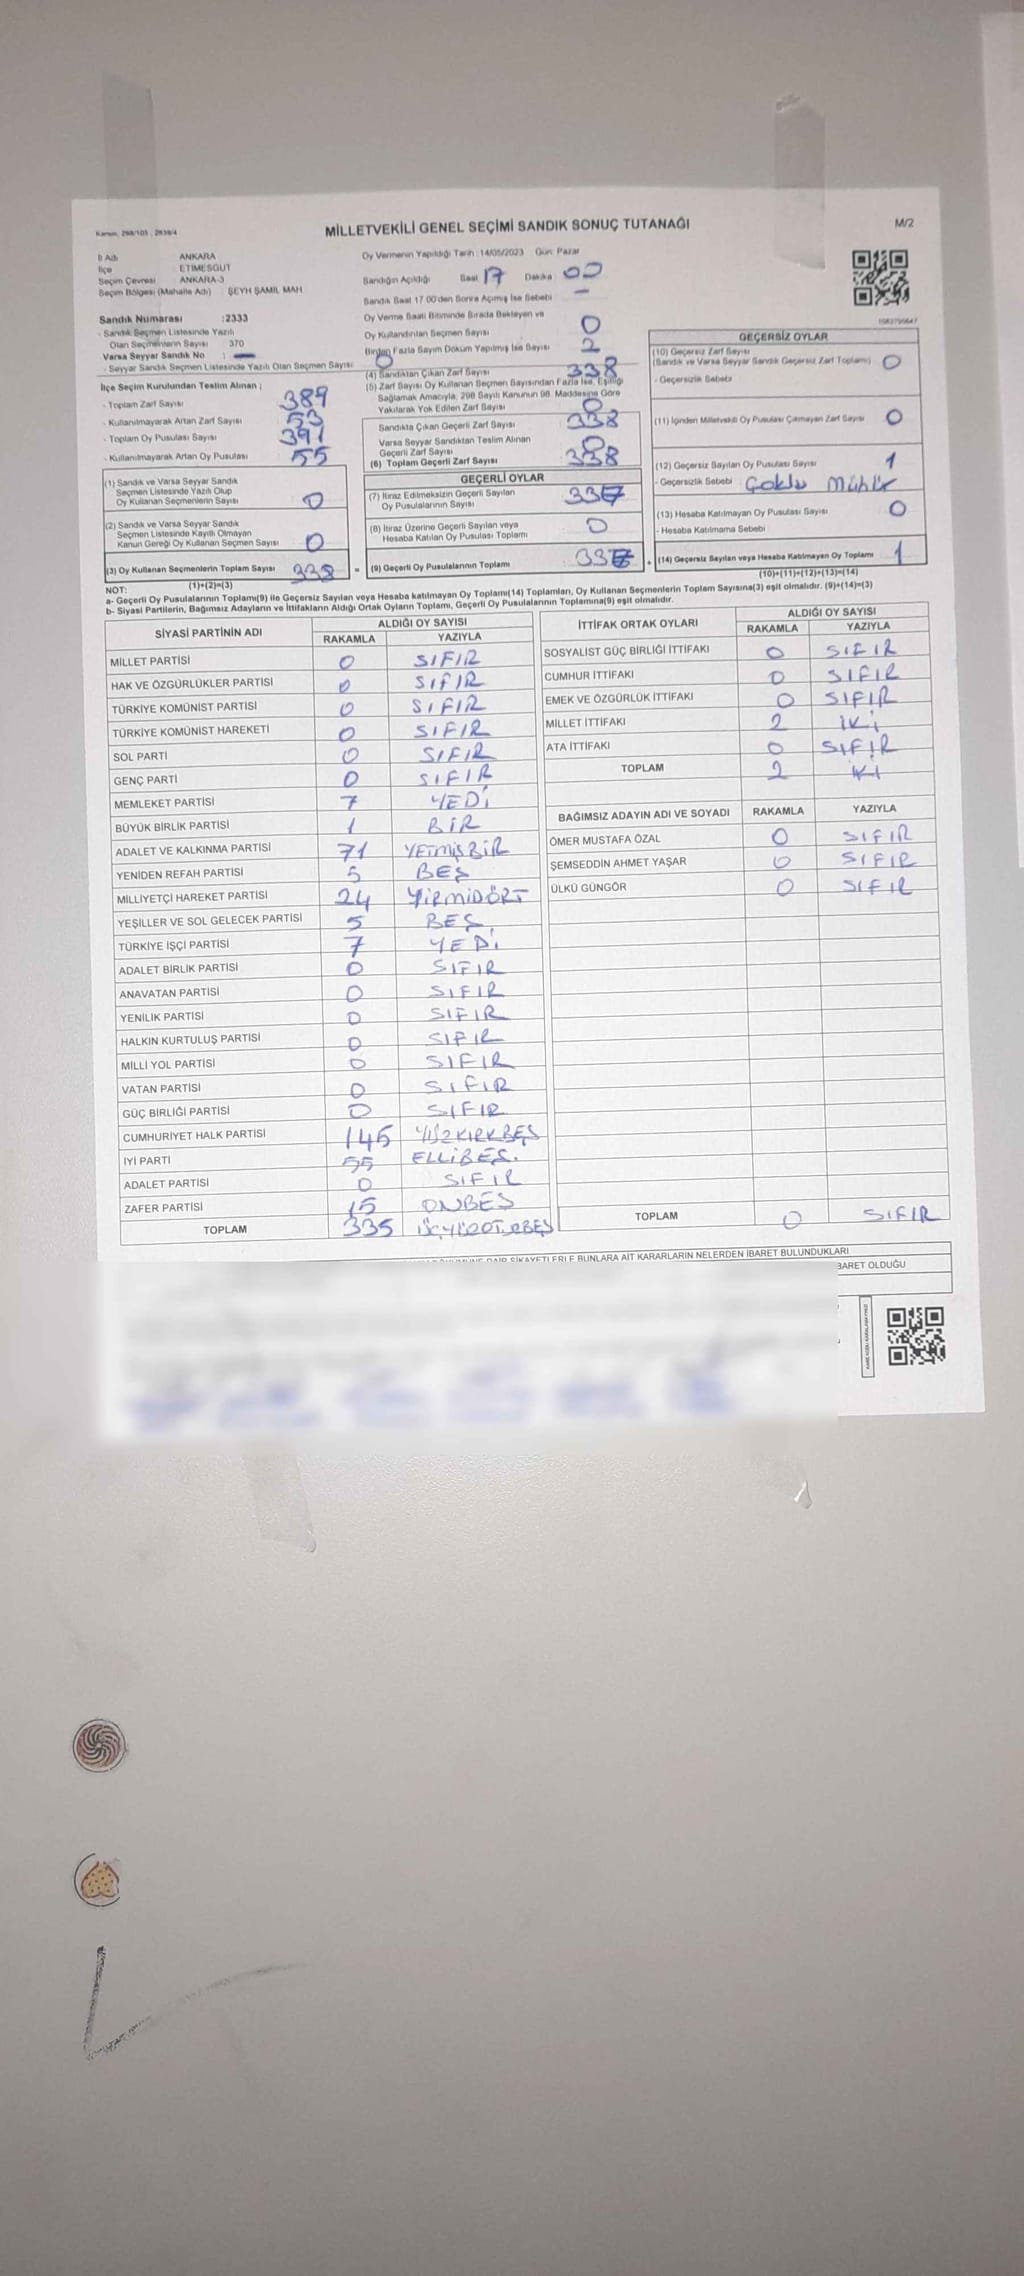 Kanun, 298/105 , 2839/4
MİLLETVEKİLİ GENEL SEÇİMİ SANDIK SONUÇ TUTANAĞI
M/2
İl Adı ANKARA
İlçe : ETİMESGUT
Seçim Çevresi ANKARA-3
Seçim Bölgesi (Mahalle Adı) : ŞEYH ŞAMİL MAH
Sandık Numarası :2333
- Sandık Seçmen Listesinde Yazılı
Olan Seçmenlerin Sayısı 370
Varsa Seyyar Sandık No : —
- Seyyar Sandık Seçmen Listesinde Yazılı Olan Seçmen Sayısı 0
İlçe Seçim Kurulundan Teslim Alınan ;
- Toplam Zarf Sayısı 389
- Kullanılmayarak Artan Zarf Sayısı 53
- Toplam Oy Pusulası Sayısı 391
- Kullanılmayarak Artan Oy Pusulası 55
(1) Sandık ve Varsa Seyyar Sandık
Seçmen Listesinde Yazılı Olup
Oy Kullanan Seçmenlerin Sayısı 0
(2) Sandık ve Varsa Seyyar Sandık
Seçmen Listesinde Kayıtlı Olmayan
Kanun Gereği Oy Kullanan Seçmen Sayısı 0
(3) Oy Kullanan Seçmenlerin Toplam Sayısı 338
(1)+(2)=(3)
Oy Vermenin Yapıldığı Tarih :14/05/2023 Gün: Pazar
Sandığın Açıldığı Saat 17 Dakika 00
Sandık Saat 17.00'den Sonra Açılmış İse Sebebi —
Oy Verme Saati Bitiminde Sırada Bekleyen ve
Oy Kullandırılan Seçmen Sayısı 0
Birden Fazla Sayım Döküm Yapılmış İse Sayısı 2
(4) Sandıktan Çıkan Zarf Sayısı 338
(5) Zarf Sayısı Oy Kullanan Seçmen Sayısından Fazla İse, Eşitliği
Sağlamak Amacıyla, 298 Sayılı Kanunun 98. Maddesine Göre
Yakılarak Yok Edilen Zarf Sayısı 0
Sandıkta Çıkan Geçerli Zarf Sayısı 338
Varsa Seyyar Sandıktan Teslim Alınan
Geçerli Zarf Sayısı 0
(6) Toplam Geçerli Zarf Sayısı 338
GEÇERLİ OYLAR
(7) İtiraz Edilmeksizin Geçerli Sayılan
Oy Pusulalarının Sayısı 337
(8) İtiraz Üzerine Geçerli Sayılan veya
Hesaba Katılan Oy Pusulası Toplamı 0
= (9) Geçerli Oy Pusulalarının Toplamı 337 +
GEÇERSİZ OYLAR
(10) Geçersiz Zarf Sayısı
(Sandık ve Varsa Seyyar Sandık Geçersiz Zarf Toplamı) 0
- Geçersizlik Sebebi
(11) İçinden Milletvekili Oy Pusulası Çıkmayan Zarf Sayısı 0
(12) Geçersiz Sayılan Oy Pusulası Sayısı 1
- Geçersizlik Sebebi Çoklu Mühür
(13) Hesaba Katılmayan Oy Pusulası Sayısı 0
- Hesaba Katılmama Sebebi
(14) Geçersiz Sayılan veya Hesaba Katılmayan Oy Toplamı 1
(10)+(11)+(12)+(13)=(14)
NOT:
a- Geçerli Oy Pusulalarının Toplamı(9) ile Geçersiz Sayılan veya Hesaba katılmayan Oy Toplamı(14) Toplamları, Oy Kullanan Seçmenlerin Toplam Sayısına(3) eşit olmalıdır. (9)+(14)=(3)
b- Siyasi Partilerin, Bağımsız Adayların ve İttifakların Aldığı Ortak Oyların Toplamı, Geçerli Oy Pusulalarının Toplamına(9) eşit olmalıdır.
SİYASİ PARTİNİN ADI ALDIĞI OY SAYISI
RAKAMLA YAZIYLA
MİLLET PARTİSİ 0 SIFIR
HAK VE ÖZGÜRLÜKLER PARTİSİ 0 SIFIR
TÜRKİYE KOMÜNİST PARTİSİ 0 SIFIR
TÜRKİYE KOMÜNİST HAREKETİ 0 SIFIR
SOL PARTİ 0 SIFIR
GENÇ PARTİ 0 SIFIR
MEMLEKET PARTİSİ 7 YEDİ
BÜYÜK BİRLİK PARTİSİ 1 BİR
ADALET VE KALKINMA PARTİSİ 71 YETMİŞBİR
YENİDEN REFAH PARTİSİ 5 BEŞ
MİLLİYETÇİ HAREKET PARTİSİ 24 YİRMİDÖRT
YEŞİLLER VE SOL GELECEK PARTİSİ 5 BEŞ
TÜRKİYE İŞÇİ PARTİSİ 7 YEDİ
ADALET BİRLİK PARTİSİ 0 SIFIR
ANAVATAN PARTİSİ 0 SIFIR
YENİLİK PARTİSİ 0 SIFIR
HALKIN KURTULUŞ PARTİSİ 0 SIFIR
MİLLİ YOL PARTİSİ 0 SIFIR
VATAN PARTİSİ 0 SIFIR
GÜÇ BİRLİĞİ PARTİSİ 0 SIFIR
CUMHURİYET HALK PARTİSİ 145 YÜZKIRKBEŞ
İYİ PARTİ 55 ELLİBEŞ.
ADALET PARTİSİ 0 SIFIR
ZAFER PARTİSİ 15 ONBEŞ
TOPLAM 335 ÜÇYÜZOTUZBEŞ
İTTİFAK ORTAK OYLARI ALDIĞI OY SAYISI
RAKAMLA YAZIYLA
SOSYALİST GÜÇ BİRLİĞİ İTTİFAKI 0 SIFIR
CUMHUR İTTİFAKI 0 SIFIR
EMEK VE ÖZGÜRLÜK İTTİFAKI 0 SIFIR
MİLLET İTTİFAKI 2 İKİ
ATA İTTİFAKI 0 SIFIR
TOPLAM 2 İKİ
BAĞIMSIZ ADAYIN ADI VE SOYADI RAKAMLA YAZIYLA
ÖMER MUSTAFA ÖZAL 0 SIFIR
ŞEMSEDDİN AHMET YAŞAR 0 SIFIR
ÜLKÜ GÜNGÖR 0 SIFIR
TOPLAM 0 SIFIR
DAİR ŞİKAYETLERLE BUNLARA AİT KARARLARIN NELERDEN İBARET BULUNDUKLARI
BARET OLDUĞU